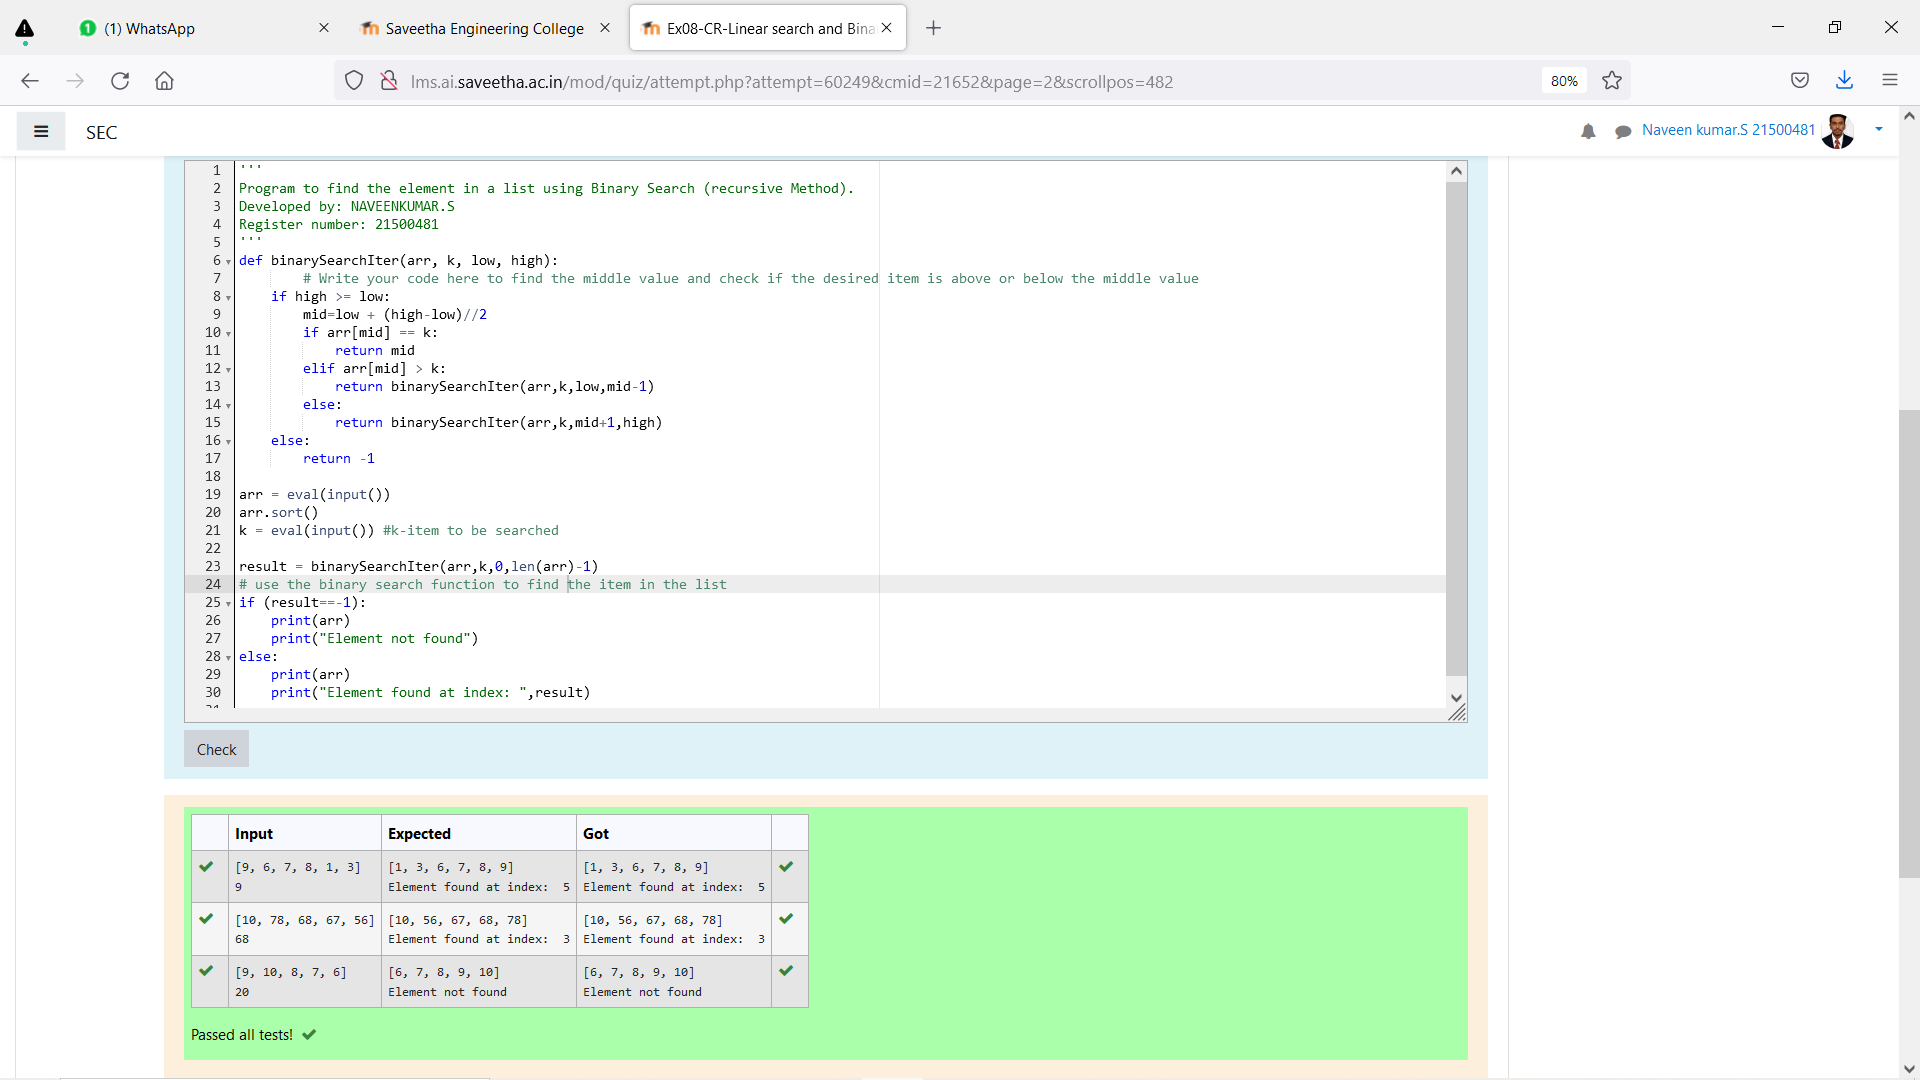 (1) WhatsApp
Saveetha Engineering College
Ex08-CR-Linear search and Bina
lms.ai.saveetha.ac.in/mod/quiz/attempt.php?attempt=60249&cmid=21652&page=2&scrollpos=482
80%
SEC
Naveen kumar.S 21500481
1 '''
2 Program to find the element in a list using Binary Search (recursive Method).
3 Developed by: NAVEENKUMAR.S
4 Register number: 21500481
5 '''
6 def binarySearchIter(arr, k, low, high):
7         # Write your code here to find the middle value and check if the desired item is above or below the middle value
8     if high >= low:
9         mid=low + (high-low)//2
10         if arr[mid] == k:
11             return mid
12         elif arr[mid] > k:
13             return binarySearchIter(arr,k,low,mid-1)
14         else:
15             return binarySearchIter(arr,k,mid+1,high)
16     else:
17         return -1
18
19 arr = eval(input())
20 arr.sort()
21 k = eval(input()) #k-item to be searched
22
23 result = binarySearchIter(arr,k,0,len(arr)-1)
24 # use the binary search function to find the item in the list
25 if (result==-1):
26     print(arr)
27     print("Element not found")
28 else:
29     print(arr)
30     print("Element found at index: ",result)
Check
Input Expected Got
[9, 6, 7, 8, 1, 3] [1, 3, 6, 7, 8, 9] [1, 3, 6, 7, 8, 9]
9 Element found at index:  5 Element found at index:  5
[10, 78, 68, 67, 56] [10, 56, 67, 68, 78] [10, 56, 67, 68, 78]
68 Element found at index:  3 Element found at index:  3
[9, 10, 8, 7, 6] [6, 7, 8, 9, 10] [6, 7, 8, 9, 10]
20 Element not found Element not found
Passed all tests!